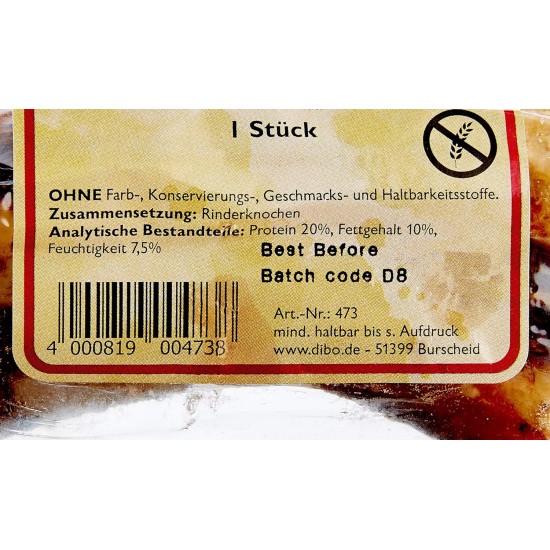 1 Stück
OHNE Farb-, Konservierungs-, Geschmacks- und Haltbarkeitsstoffe.
Zusammensetzung: Rinderknochen
Analytische Bestandteile: Protein 20%, Fettgehalt 10%,
Feuchtigkeit 7,5%
Best Before
Batch code D8
4 000819 004738
Art.-Nr.: 473
mind. haltbar bis s. Aufdruck
www.dibo.de - 51399 Burscheid